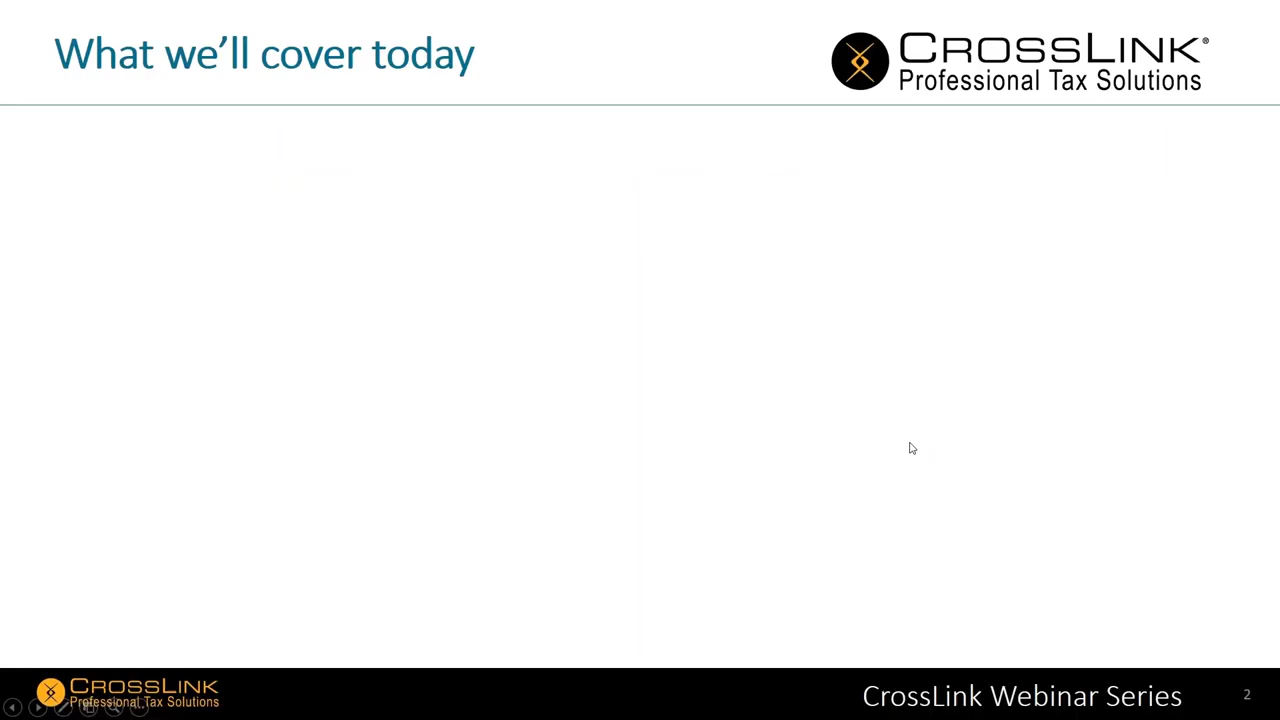 What we'll cover today
CROSSLINK®
Professional Tax Solutions
CROSSLINK
Professional Tax Solutions
CrossLink Webinar Series
2